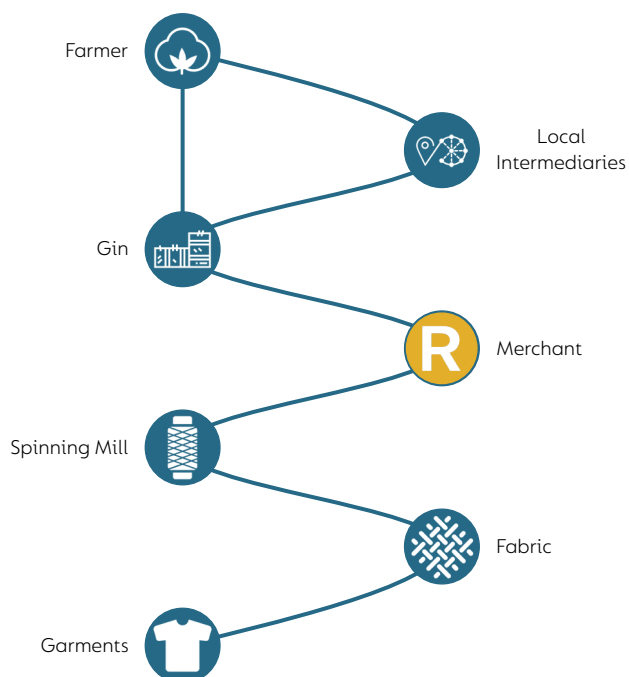 Farmer
Local
Intermediaries
Gin
R
Merchant
Spinning Mill
Fabric
Garments